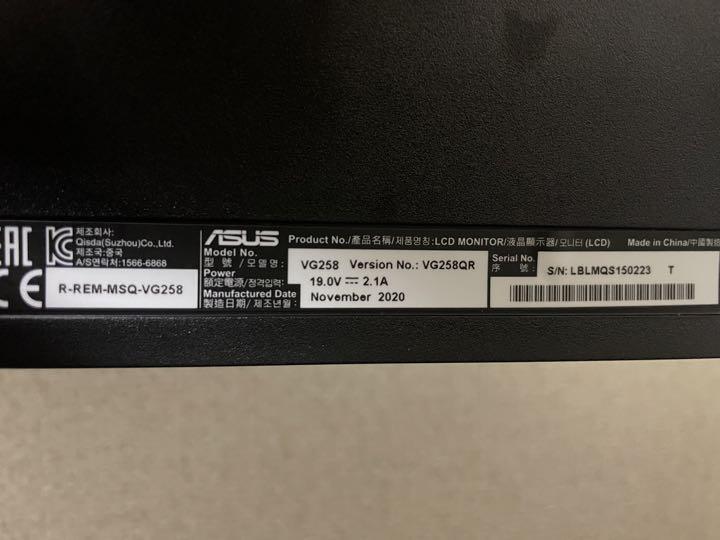 EAC
제조회사:
Qisda(Suzhou)Co.,Ltd.
제조국:중국
A/S연락처:1566-6868
CE
R-REM-MSQ-VG258
ASUS Product No./產品名稱/제품명칭:LCD MONITOR/液晶顯示器/모니터 (LCD) Made in China/中國製造
Model No.
型 號 /모 델 명 :
VG258 Version No.: VG258QR
Power
額定電源/정격입력:
19.0V 2.1A
Manufactured Date
製造日期/ 제조년월 :
November 2020
Serial No.
序 號 :
S/N: LBLMQS150223 T